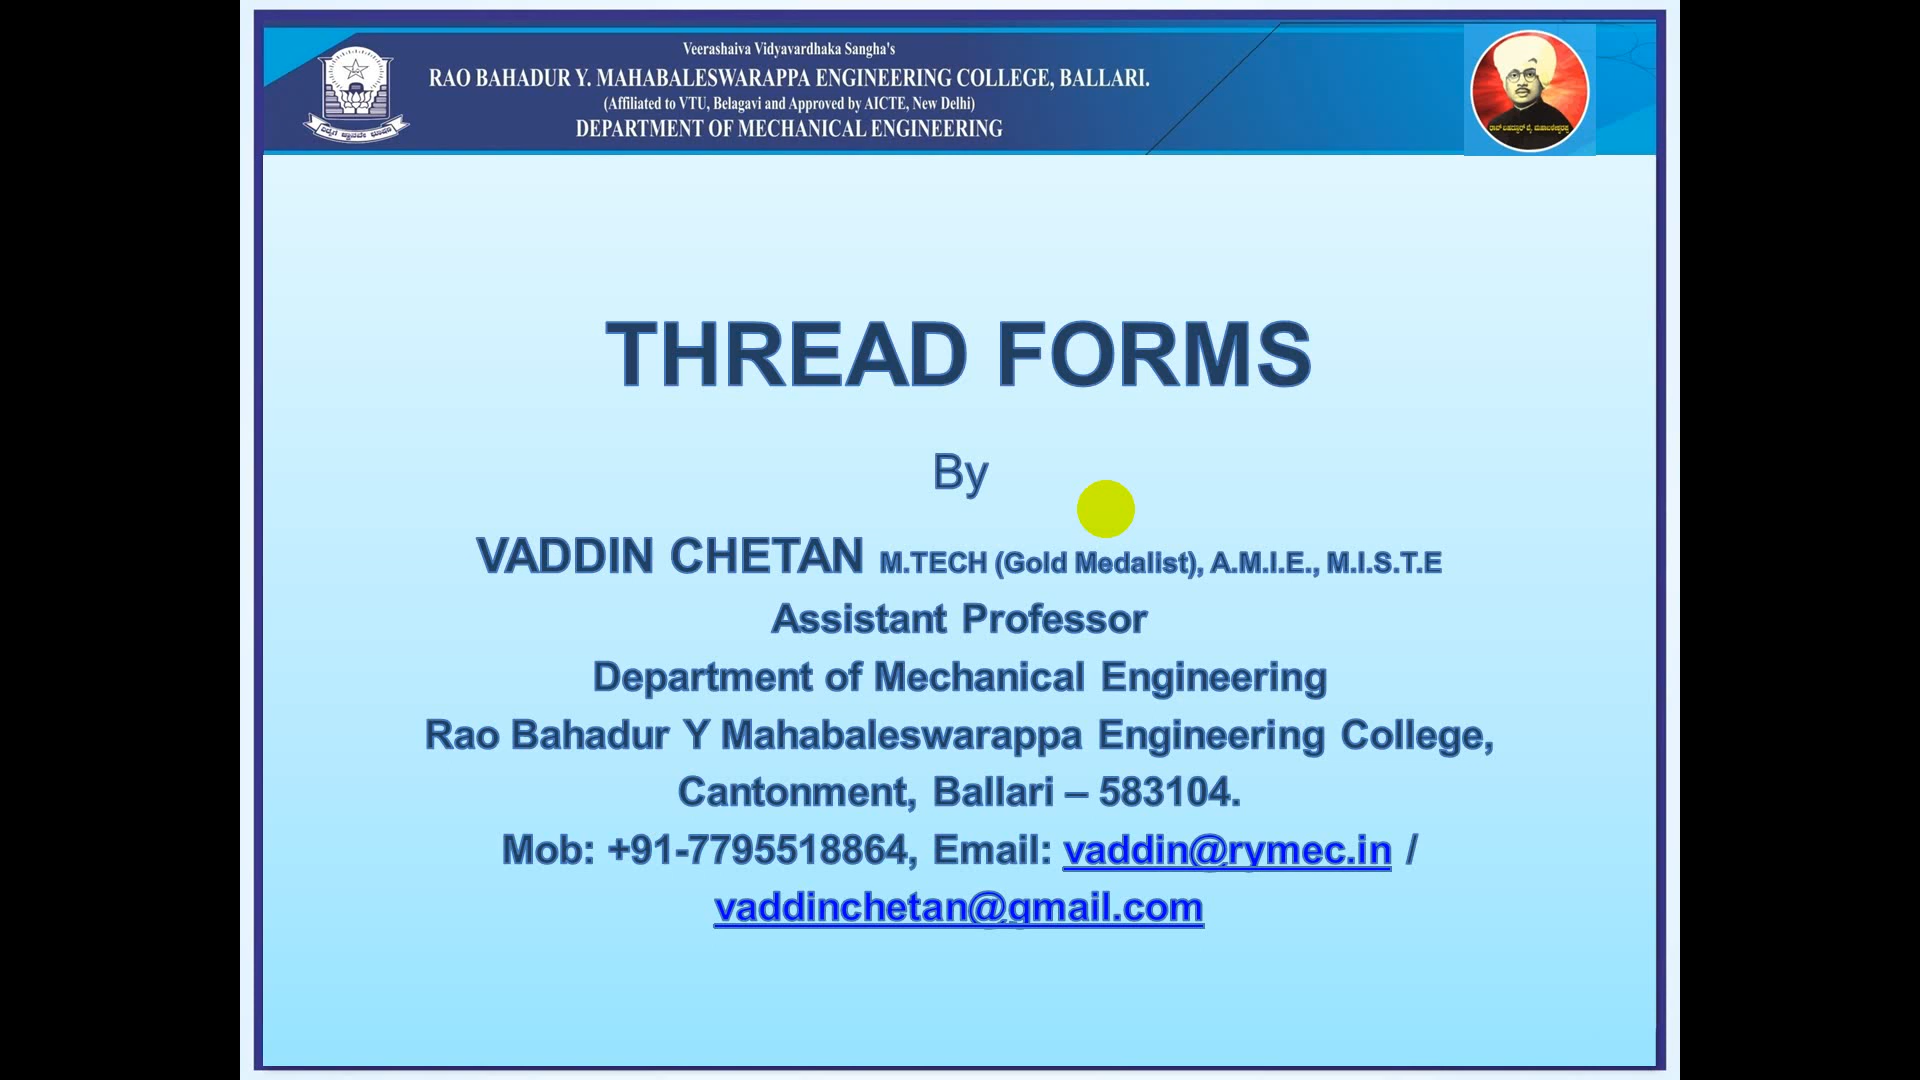 Veerashaiva Vidyavardhaka Sangha's
RAO BAHADUR Y. MAHABALESWARAPPA ENGINEERING COLLEGE, BALLARI.
(Affiliated to VTU, Belagavi and Approved by AICTE, New Delhi)
DEPARTMENT OF MECHANICAL ENGINEERING
THREAD FORMS
By
VADDIN CHETAN M.TECH (Gold Medalist), A.M.I.E., M.I.S.T.E
Assistant Professor
Department of Mechanical Engineering
Rao Bahadur Y Mahabaleswarappa Engineering College,
Cantonment, Ballari – 583104.
Mob: +91-7795518864, Email: vaddin@rymec.in /
vaddinchetan@gmail.com